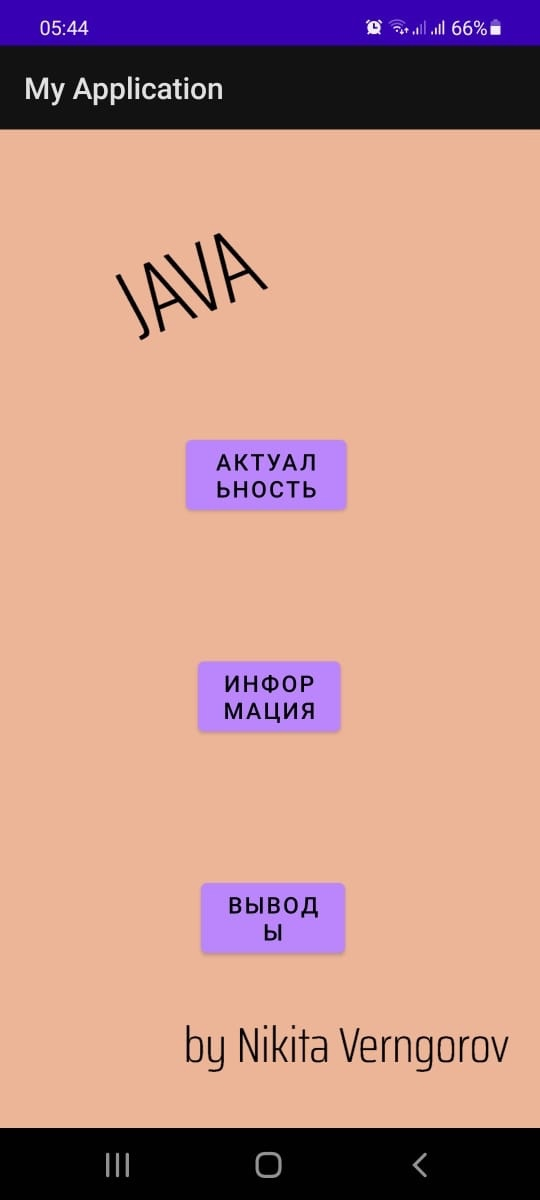 05:44 66%
My Application
JAVA
АКТУАЛ
ЬНОСТЬ
ИНФОР
МАЦИЯ
ВЫВОД
Ы
by Nikita Verngorov